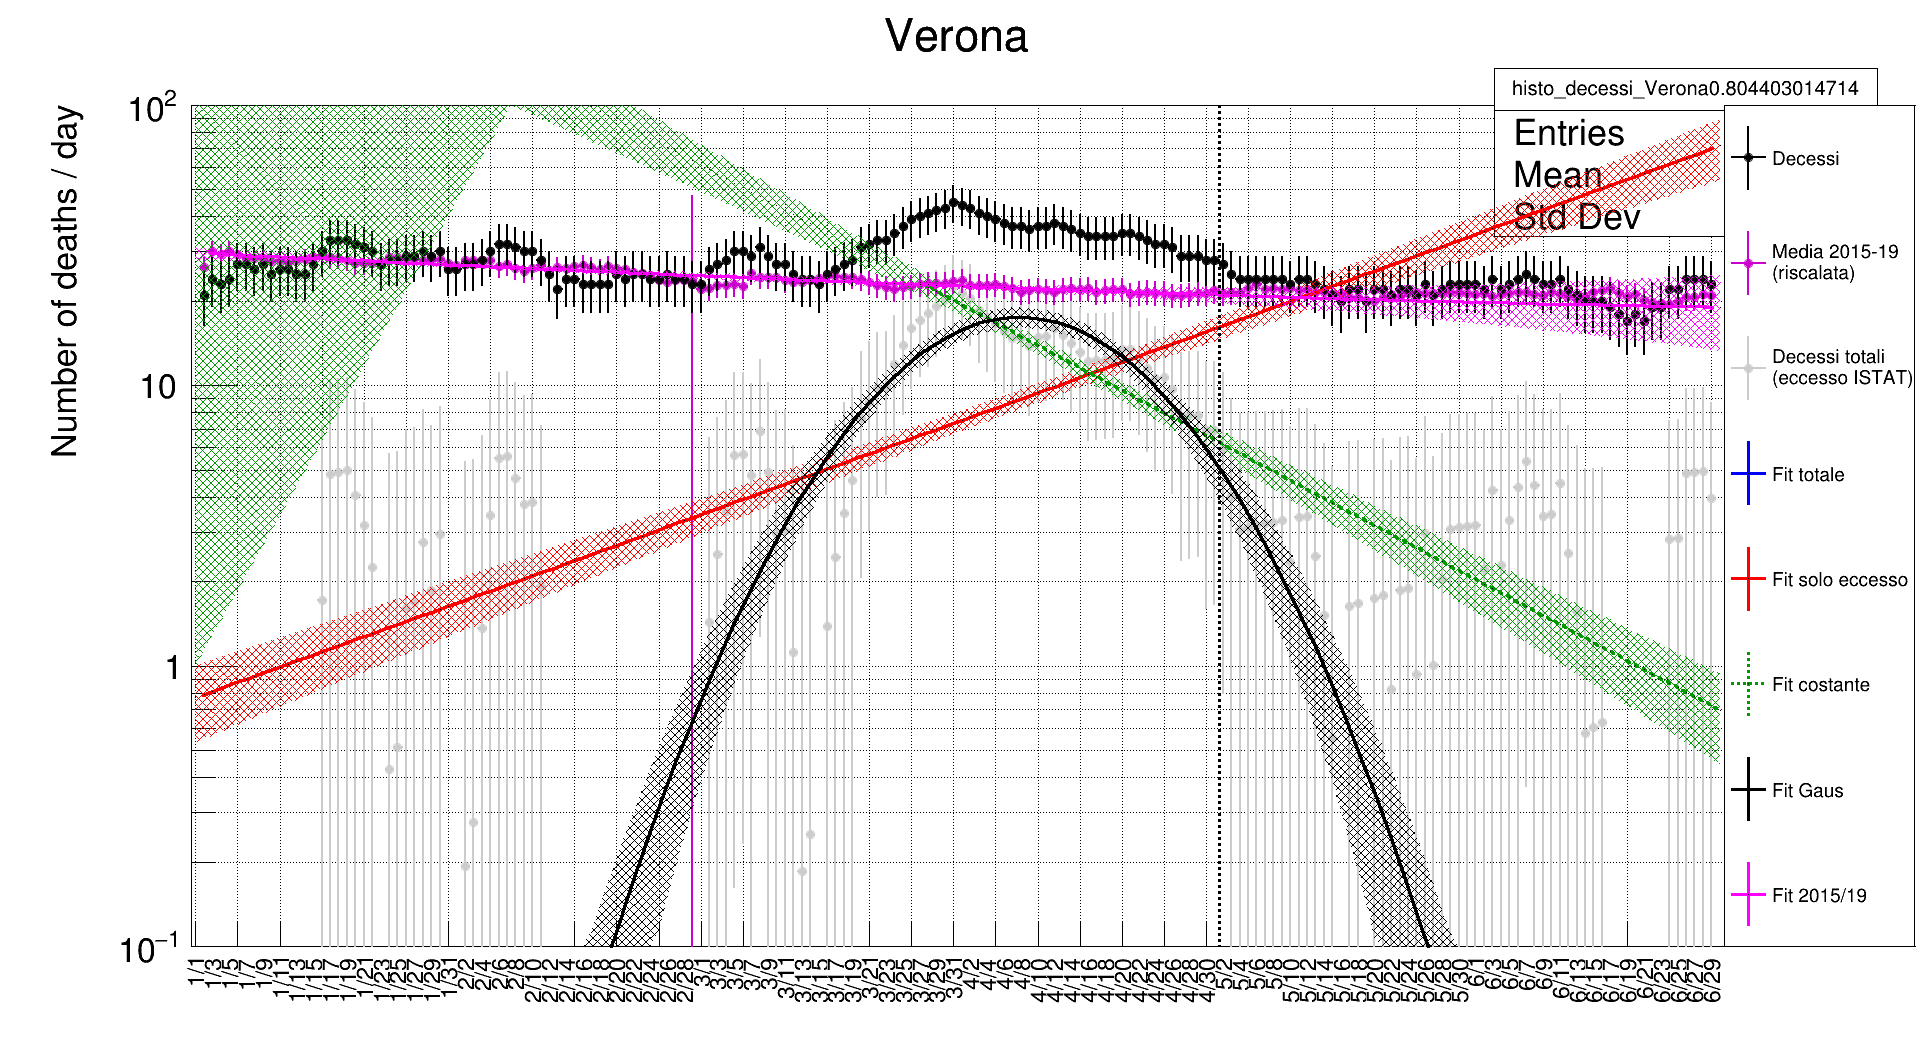 Verona
histo_decessi_Verona0.804403014714
Entries
Mean
Std Dev
Number of deaths / day
10²
10
1
10⁻¹
Decessi
Media 2015-19
(riscalata)
Decessi totali
(eccesso ISTAT)
Fit totale
Fit solo eccesso
Fit costante
Fit Gaus
Fit 2015/19
1/1 1/3 1/5 1/7 1/9 1/11 1/13 1/15 1/17 1/19 1/21 1/23 1/25 1/27 1/29 1/31 2/2 2/4 2/6 2/8 2/10 2/12 2/14 2/16 2/18 2/20 2/22 2/24 2/26 2/28 3/1 3/3 3/5 3/7 3/9 3/11 3/13 3/15 3/17 3/19 3/21 3/23 3/25 3/27 3/29 3/31 4/2 4/4 4/6 4/8 4/10 4/12 4/14 4/16 4/18 4/20 4/22 4/24 4/26 4/28 4/30 5/2 5/4 5/6 5/8 5/10 5/12 5/14 5/16 5/18 5/20 5/22 5/24 5/26 5/28 5/30 6/1 6/3 6/5 6/7 6/9 6/11 6/13 6/15 6/17 6/19 6/21 6/23 6/25 6/27 6/29